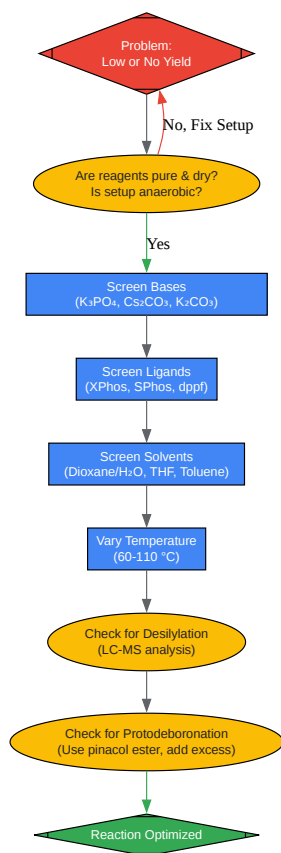 Problem:
Low or No Yield
No, Fix Setup
Are reagents pure & dry?
Is setup anaerobic?
Yes
Screen Bases
(K₃PO₄, Cs₂CO₃, K₂CO₃)
Screen Ligands
(XPhos, SPhos, dppf)
Screen Solvents
(Dioxane/H₂O, THF, Toluene)
Vary Temperature
(60-110 °C)
Check for Desilylation
(LC-MS analysis)
Check for Protodeboronation
(Use pinacol ester, add excess)
Reaction Optimized